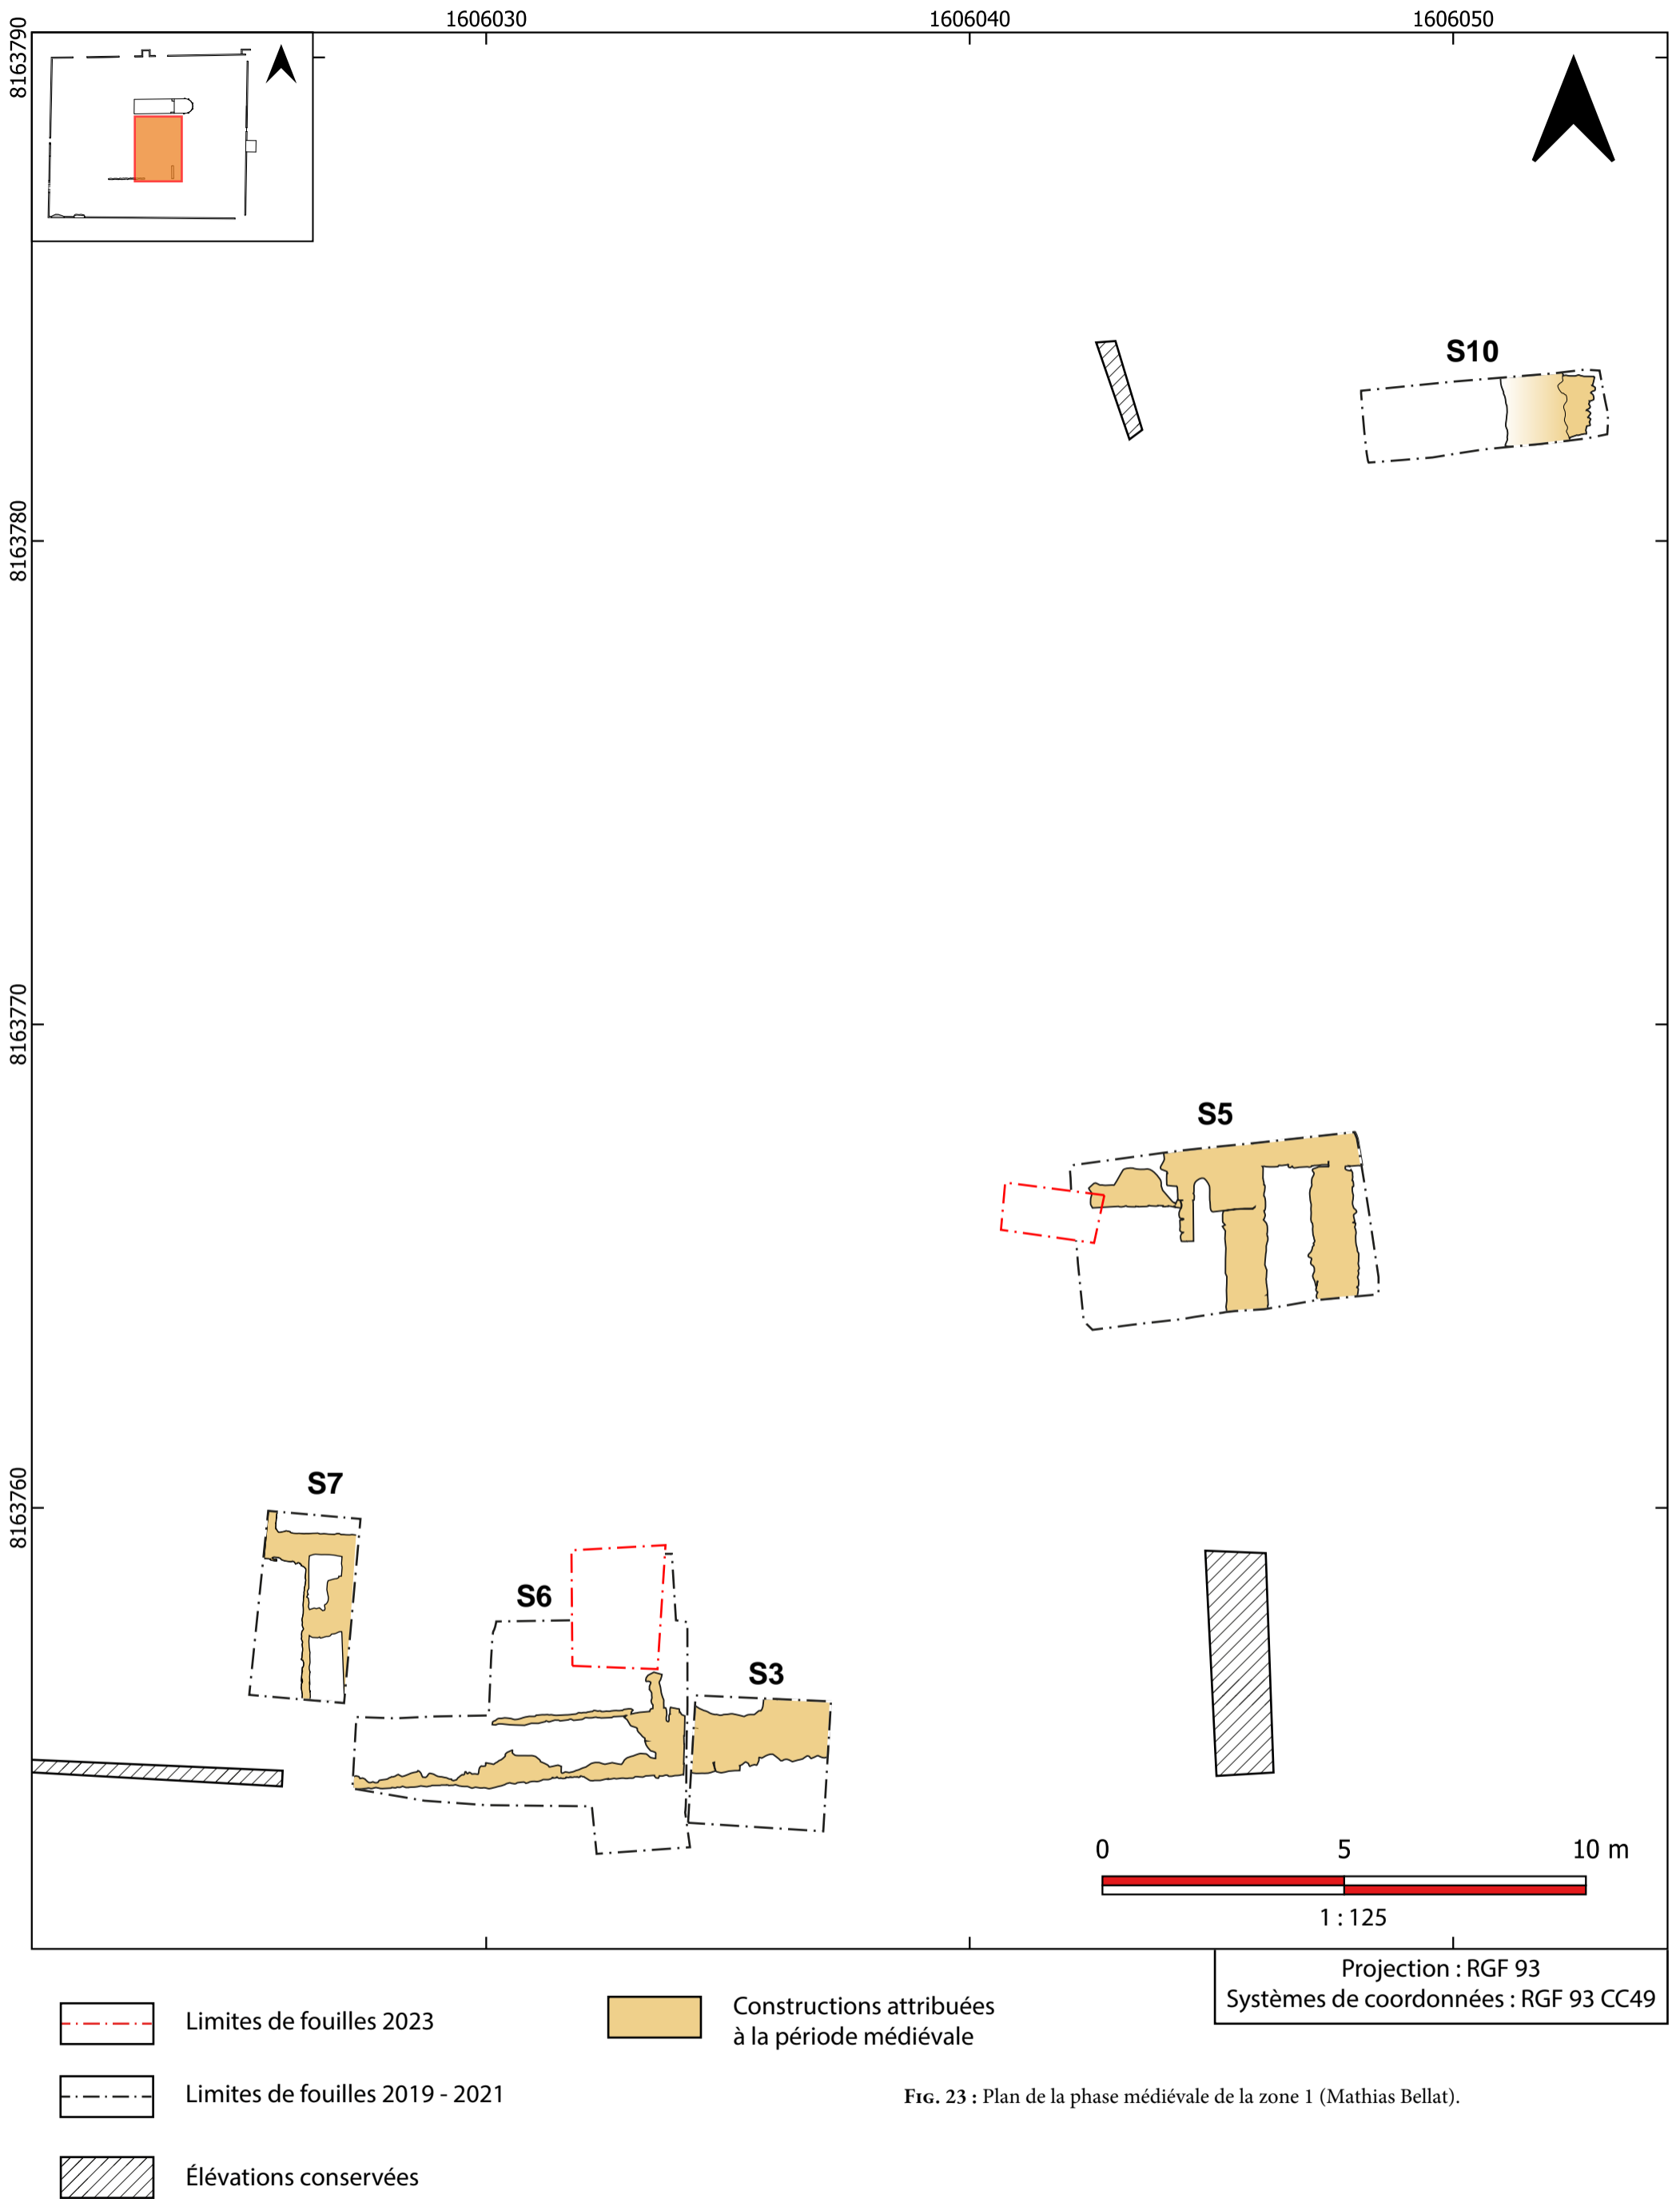 1606030 1606040 1606050
8163790
S10
8163780
8163770
S5
8163760
S7
S6
S3
0 5 10 m
1 : 125
Projection : RGF 93
Systèmes de coordonnées : RGF 93 CC49
Limites de fouilles 2023
Constructions attribuées
à la période médiévale
Limites de fouilles 2019 - 2021
Fig. 23 : Plan de la phase médiévale de la zone 1 (Mathias Bellat).
Élévations conservées